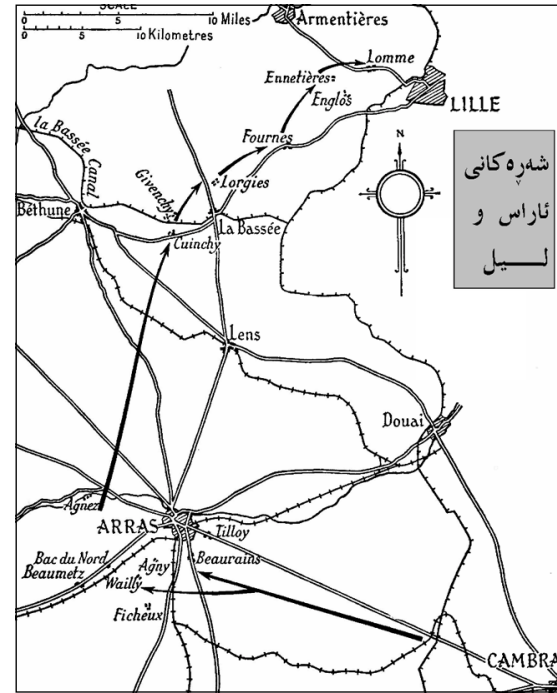 SCALE
0 5 10 Miles
0 5 10 Kilometres
Armentières
Lomme
Ennetières
Englos
LILLE
la Bassée Canal
Fournes
Givenchy
Lorgies
N
شەڕەکانی
ئاراس و
لـــــیل
Béthune
La Bassée
Cuinchy
Lens
Douai
Agnez
ARRAS
Tilloy
Beaurains
Bac du Nord
Beaumetz
Wailly
Agny
Ficheux
CAMBRA